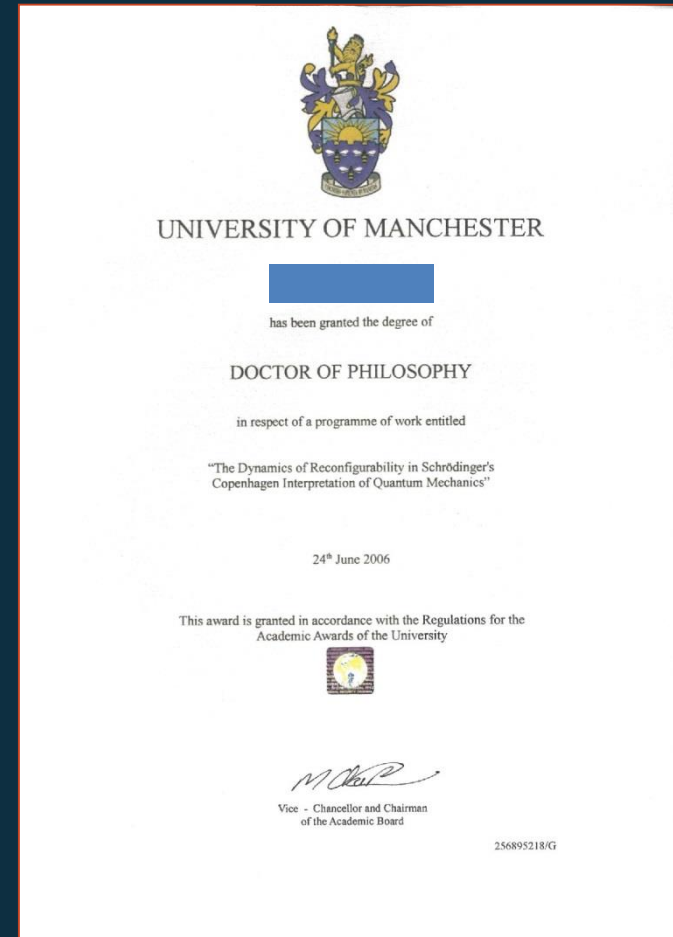 UNIVERSITY OF MANCHESTER
has been granted the degree of
DOCTOR OF PHILOSOPHY
in respect of a programme of work entitled
“The Dynamics of Reconfigurability in Schrödinger's
Copenhagen Interpretation of Quantum Mechanics”
24th June 2006
This award is granted in accordance with the Regulations for the
Academic Awards of the University
Vice - Chancellor and Chairman
of the Academic Board
256895218/G